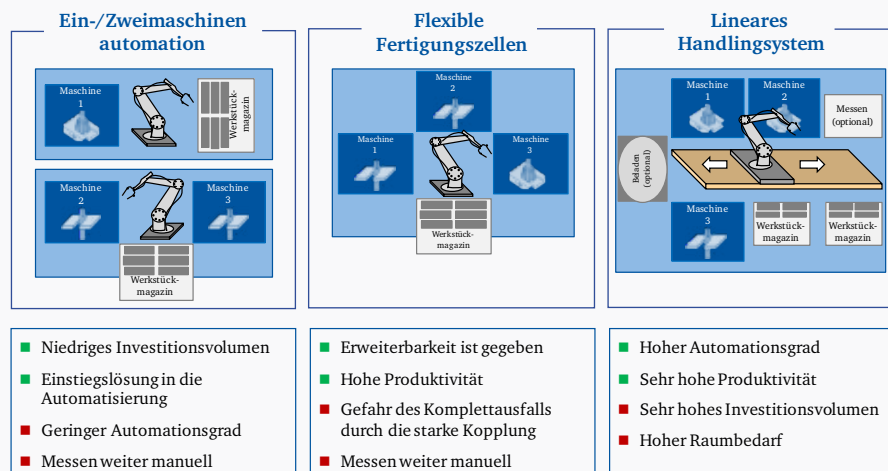 Ein-/Zweimaschinen
automation
Maschine
1
Werkstück-
magazin
Maschine
2
Maschine
3
Werkstück-
magazin
Niedriges Investitionsvolumen
Einstiegslösung in die
Automatisierung
Geringer Automationsgrad
Messen weiter manuell
Flexible
Fertigungszellen
Maschine
2
Maschine
1
Maschine
3
Werkstück-
magazin
Erweiterbarkeit ist gegeben
Hohe Produktivität
Gefahr des Komplettausfalls
durch die starke Kopplung
Messen weiter manuell
Lineares
Handlingsystem
Maschine
1
Maschine
2
Messen
(optional)
Beladen
(optional)
Maschine
3
Werkstück-
magazin
Werkstück-
magazin
Hoher Automationsgrad
Sehr hohe Produktivität
Sehr hohes Investitionsvolumen
Hoher Raumbedarf